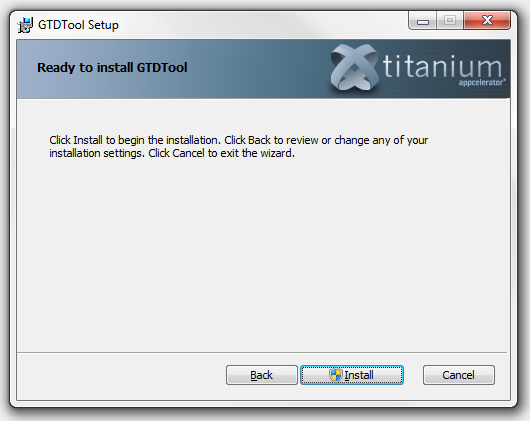 GTDTool Setup
Ready to install GTDTool
titanium
appcelerator®
Click Install to begin the installation. Click Back to review or change any of your
installation settings. Click Cancel to exit the wizard.
Back
Install
Cancel